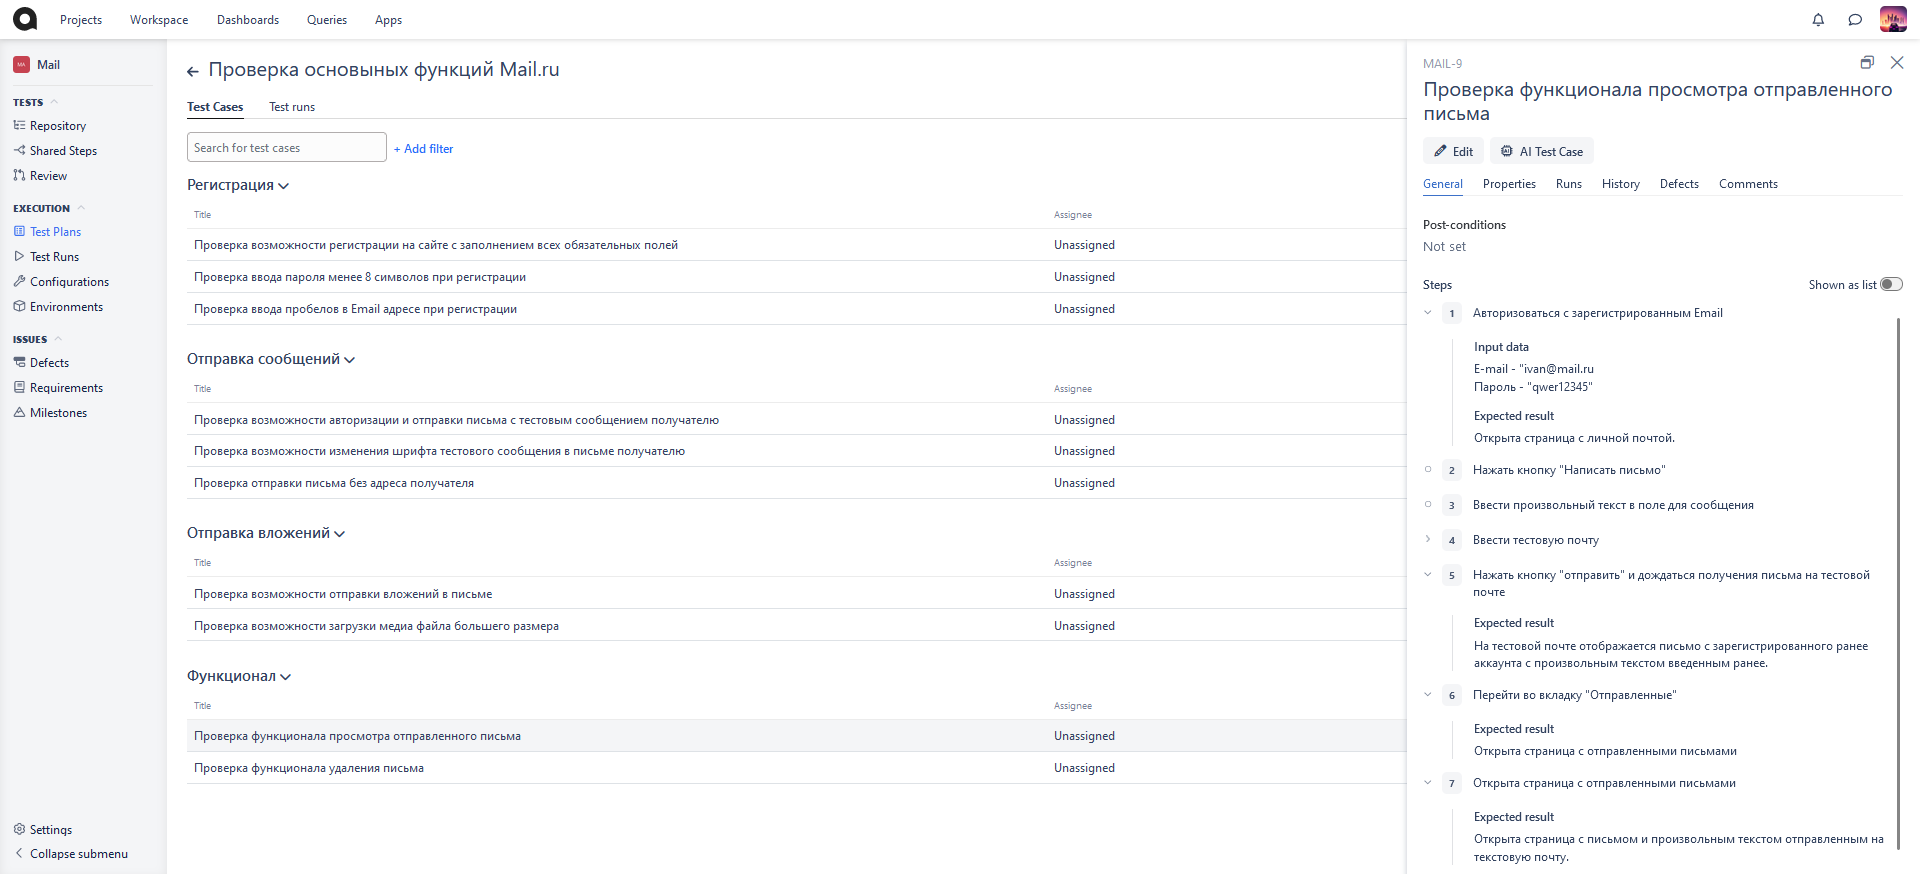 Projects
Workspace
Dashboards
Queries
Apps
MA
Mail
TESTS
Repository
Shared Steps
Review
EXECUTION
Test Plans
Test Runs
Configurations
Environments
ISSUES
Defects
Requirements
Milestones
Settings
Collapse submenu
Проверка основыных функций Mail.ru
Test Cases
Test runs
Search for test cases
+ Add filter
Регистрация
Title
Assignee
Проверка возможности регистрации на сайте с заполнением всех обязательных полей
Unassigned
Проверка ввода пароля менее 8 символов при регистрации
Unassigned
Проверка ввода пробелов в Email адресе при регистрации
Unassigned
Отправка сообщений
Title
Assignee
Проверка возможности авторизации и отправки письма с тестовым сообщением получателю
Unassigned
Проверка возможности изменения шрифта тестового сообщения в письме получателю
Unassigned
Проверка отправки письма без адреса получателя
Unassigned
Отправка вложений
Title
Assignee
Проверка возможности отправки вложений в письме
Unassigned
Проверка возможности загрузки медиа файла большего размера
Unassigned
Функционал
Title
Assignee
Проверка функционала просмотра отправленного письма
Unassigned
Проверка функционала удаления письма
Unassigned
MAIL-9
Проверка функционала просмотра отправленного
письма
Edit
AI Test Case
General
Properties
Runs
History
Defects
Comments
Post-conditions
Not set
Steps
Shown as list
1
Авторизоваться с зарегистрированным Email
Input data
E-mail - "ivan@mail.ru
Пароль - "qwer12345"
Expected result
Открыта страница с личной почтой.
2
Нажать кнопку "Написать письмо"
3
Ввести произвольный текст в поле для сообщения
4
Ввести тестовую почту
5
Нажать кнопку "отправить" и дождаться получения письма на тестовой
почте
Expected result
На тестовой почте отображается письмо с зарегистрированного ранее
аккаунта с произвольным текстом введенным ранее.
6
Перейти во вкладку "Отправленные"
Expected result
Открыта страница с отправленными письмами
7
Открыта страница с отправленными письмами
Expected result
Открыта страница с письмом и произвольным текстом отправленным на
текстовую почту.